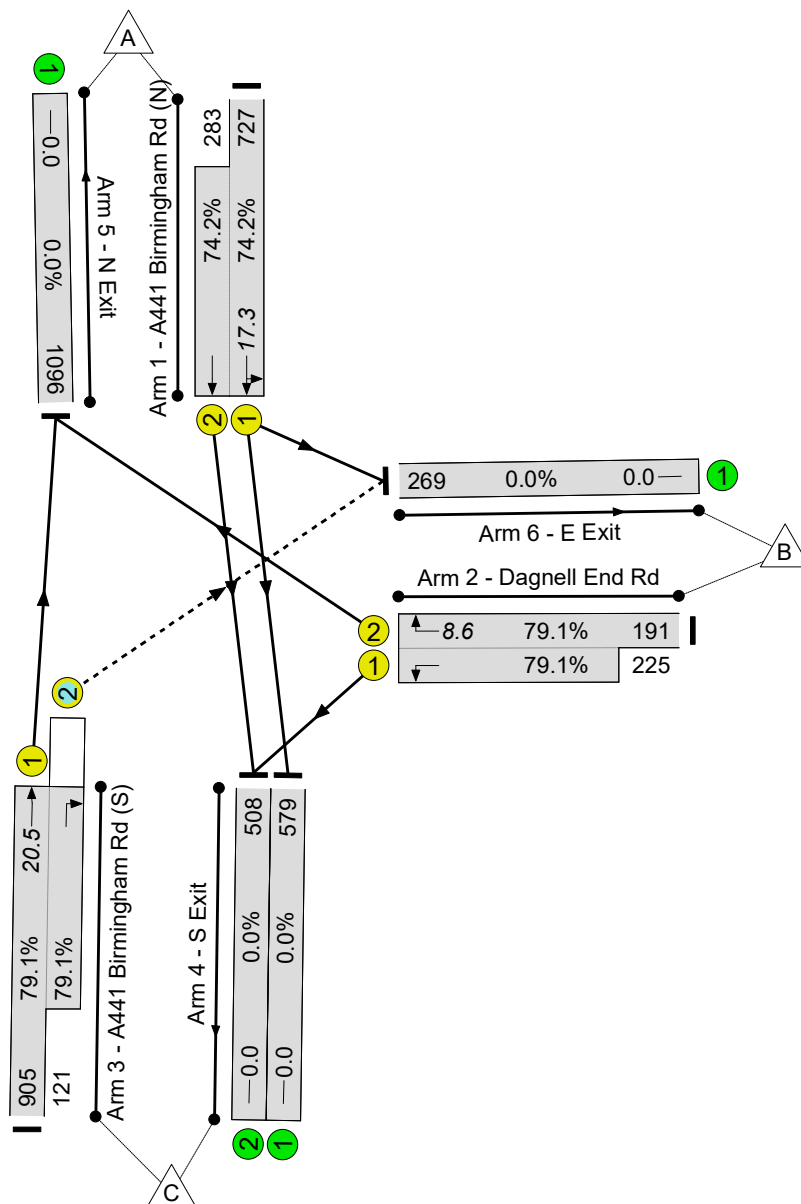 A
1
0.0
0.0%
1096
Arm 5 - N Exit
Arm 1 - A441 Birmingham Rd (N)
283
74.2%
2
727
74.2%
17.3
1
269 0.0% 0.0
1
Arm 6 - E Exit
B
Arm 2 - Dagnell End Rd
2
8.6 79.1% 191
1
79.1% 225
2
1
20.5
79.1%
905
79.1%
121
Arm 3 - A441 Birmingham Rd (S)
Arm 4 - S Exit
508
0.0%
0.0
2
579
0.0%
0.0
1
C